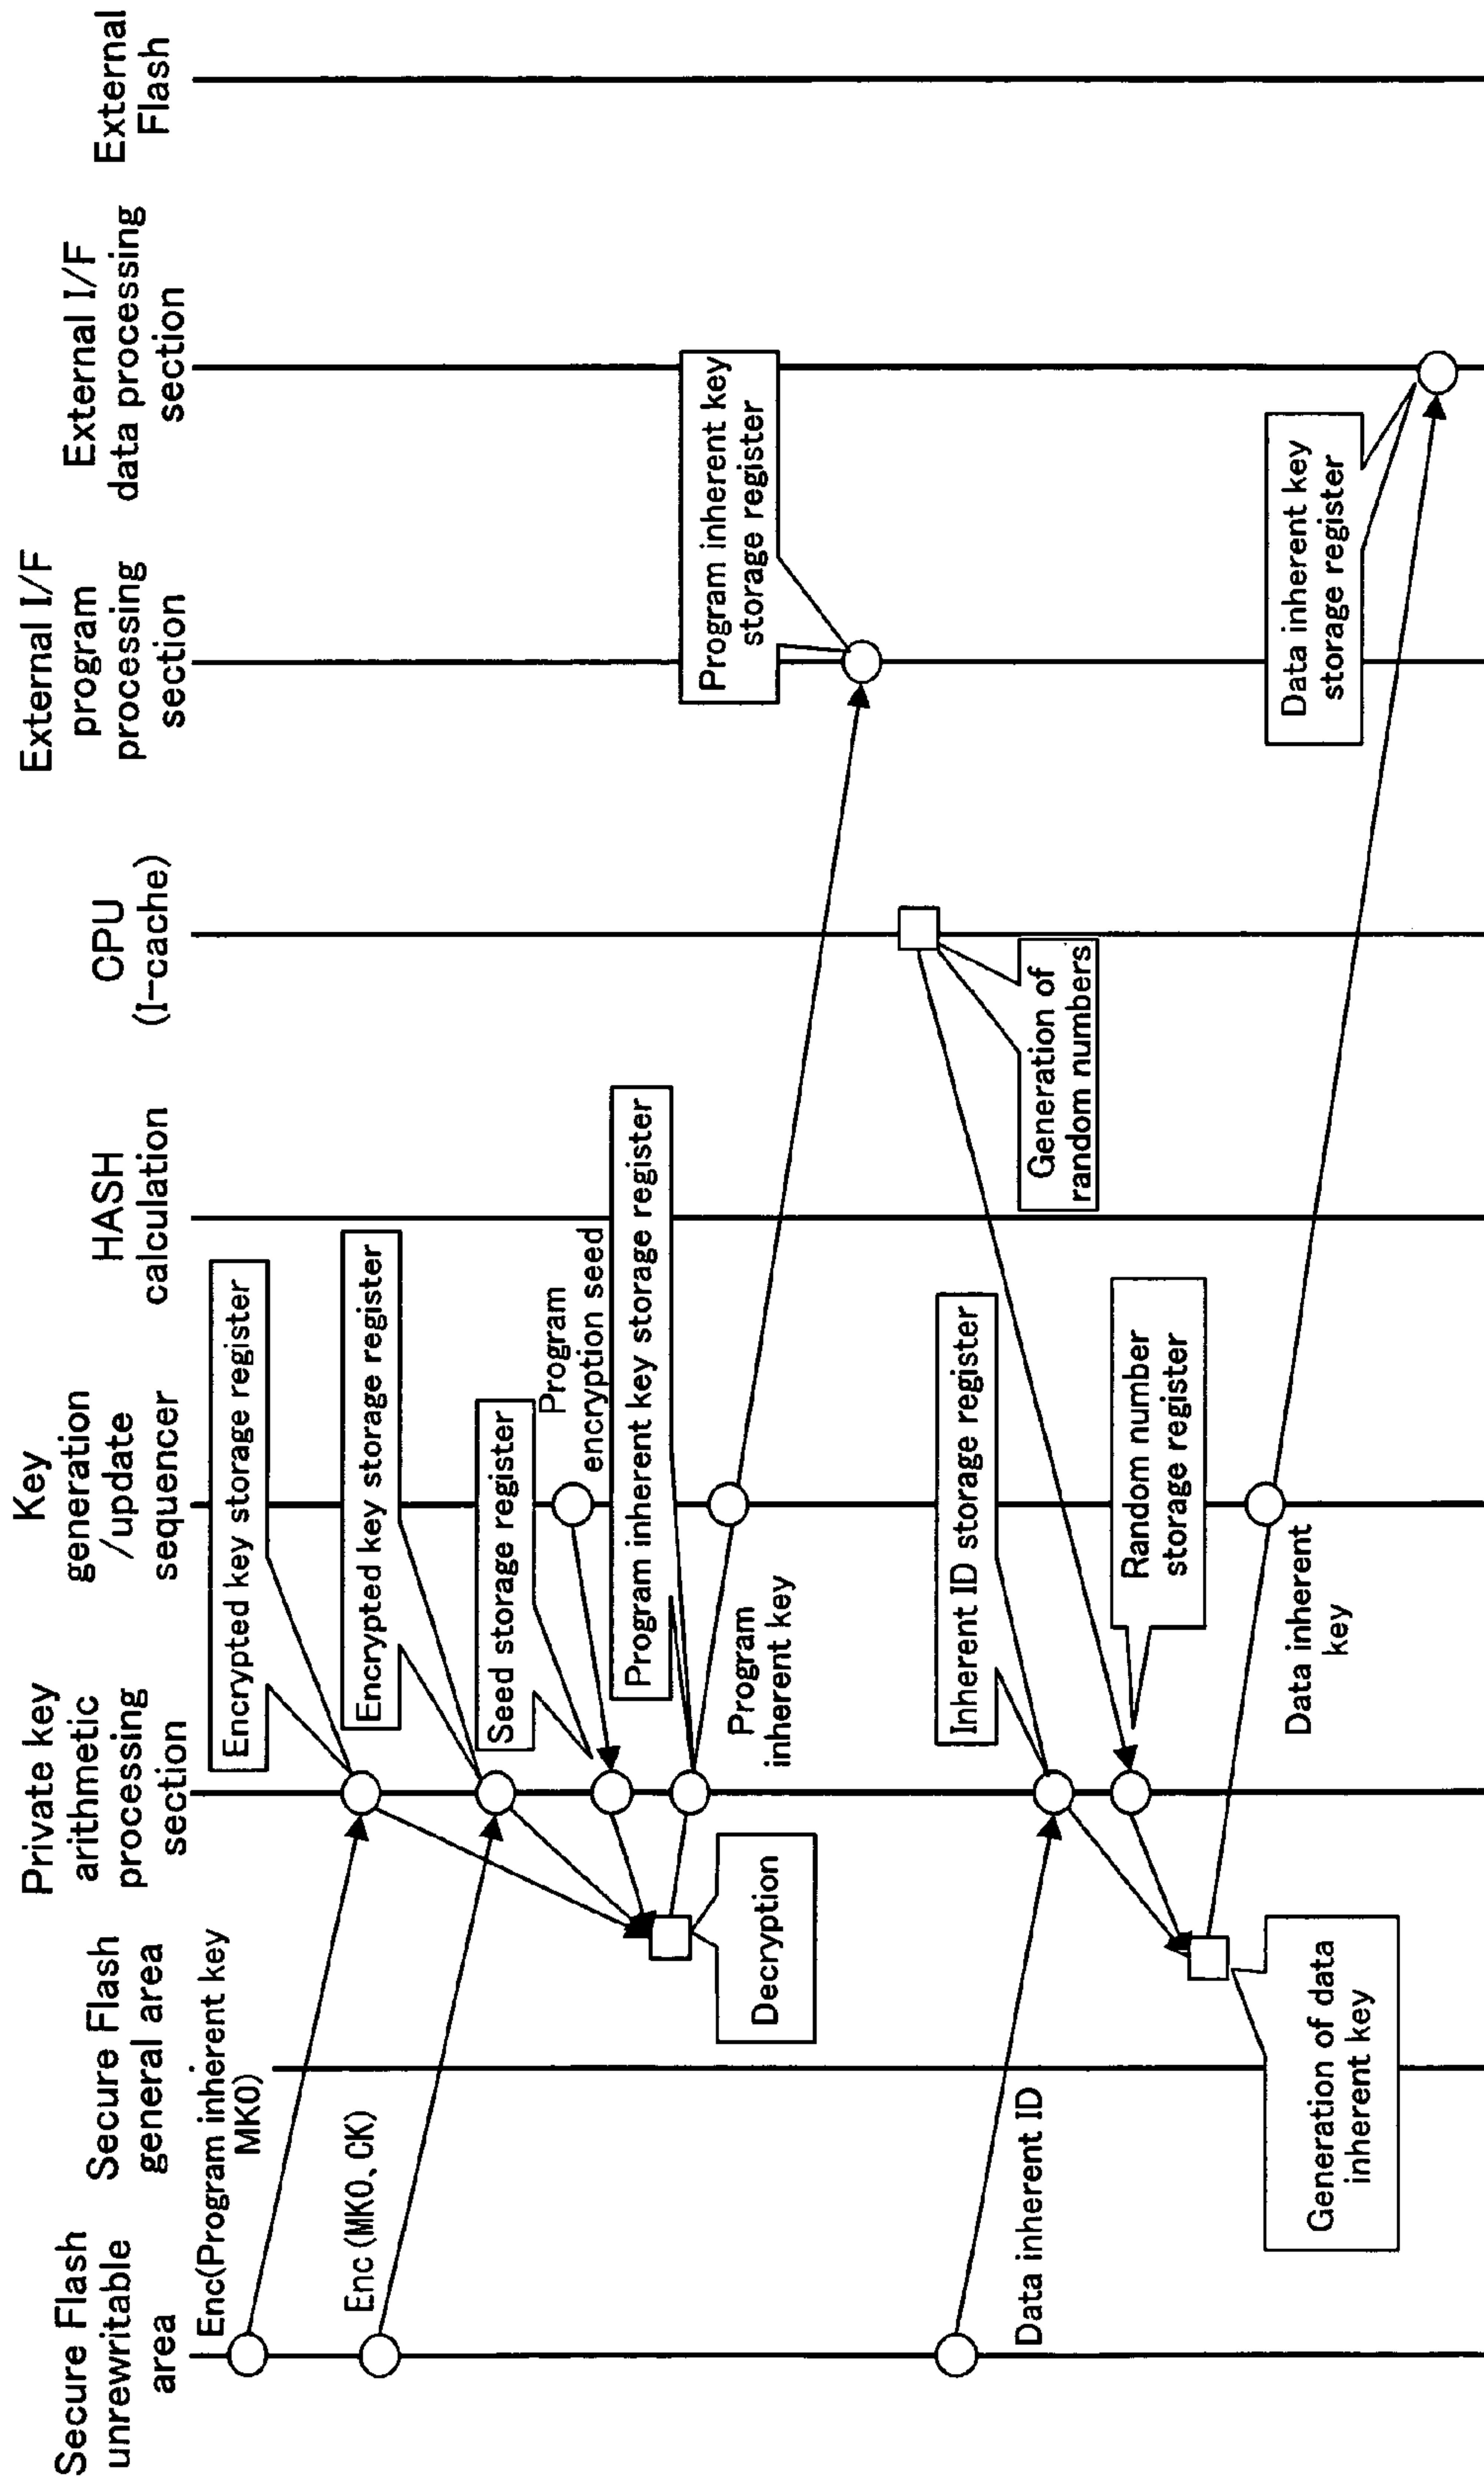 Secure Flash
unrewritable
area
Secure Flash
general area
Private key
arithmetic
processing
section
Key
generation
/update
sequencer
HASH
calculation
CPU
(I-cache)
External I/F
program
processing
section
External I/F
data processing
section
External
Flash
Enc(Program inherent key
MK0)
Encrypted key storage register
Enc (MK0、CK)
Encrypted key storage register
Seed storage register
Program
encryption seed
Program inherent key storage register
Decryption
Program
inherent key
Program inherent key
storage register
Generation of
random numbers
Data inherent ID
Inherent ID storage register
Random number
storage register
Generation of data
inherent key
Data inherent
key
Data inherent key
storage register